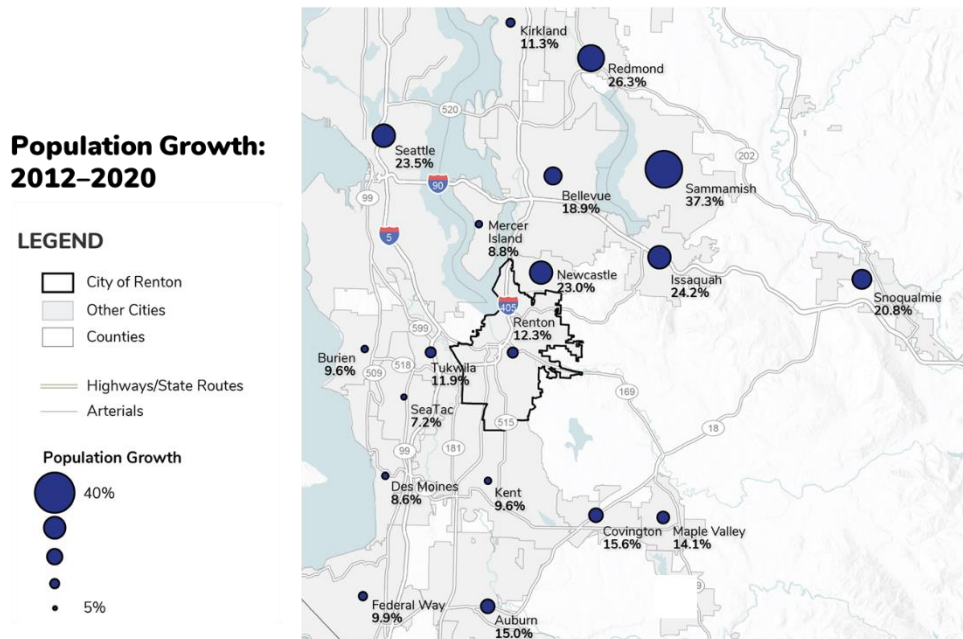 Population Growth:
2012–2020
LEGEND
City of Renton
Other Cities
Counties
Highways/State Routes
Arterials
Population Growth
40%
5%
Kirkland
11.3%
Redmond
26.3%
520
Seattle
23.5%
202
90
99
Bellevue
18.9%
Sammamish
37.3%
5
Mercer
Island
8.8%
Newcastle
23.0%
Issaquah
24.2%
Snoqualmie
20.8%
405
599
Renton
12.3%
Burien
9.6%
509
518
Tukwila
11.9%
169
SeaTac
7.2%
515
18
99
181
Des Moines
8.6%
Kent
9.6%
Covington
15.6%
Maple Valley
14.1%
Federal Way
9.9%
Auburn
15.0%